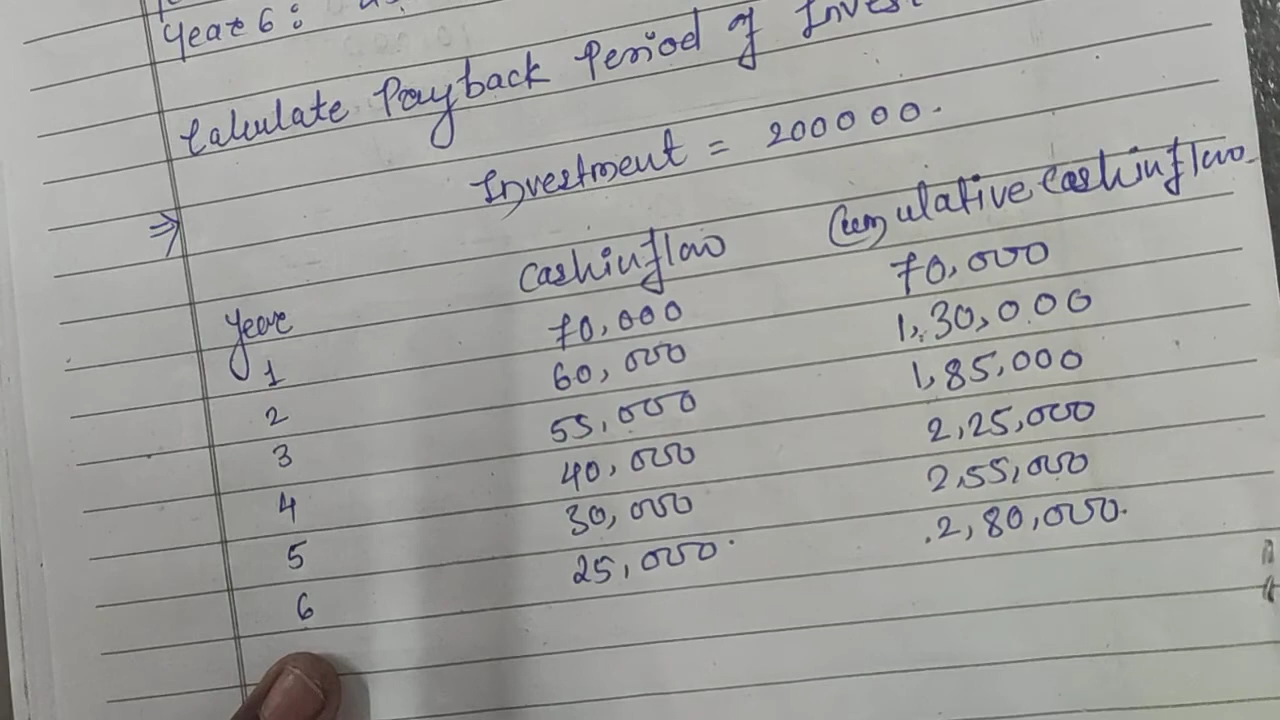 Year 6:
Calculate Payback Period of
Investment = 200000.
⇒
Year Cashinflow Cumulative Cashinflow
1 70,000 70,000
2 60,000 1,30,000
3 55,000 1,85,000
4 40,000 2,25,000
5 30,000 2,55,000
6 25,000. 2,80,000.